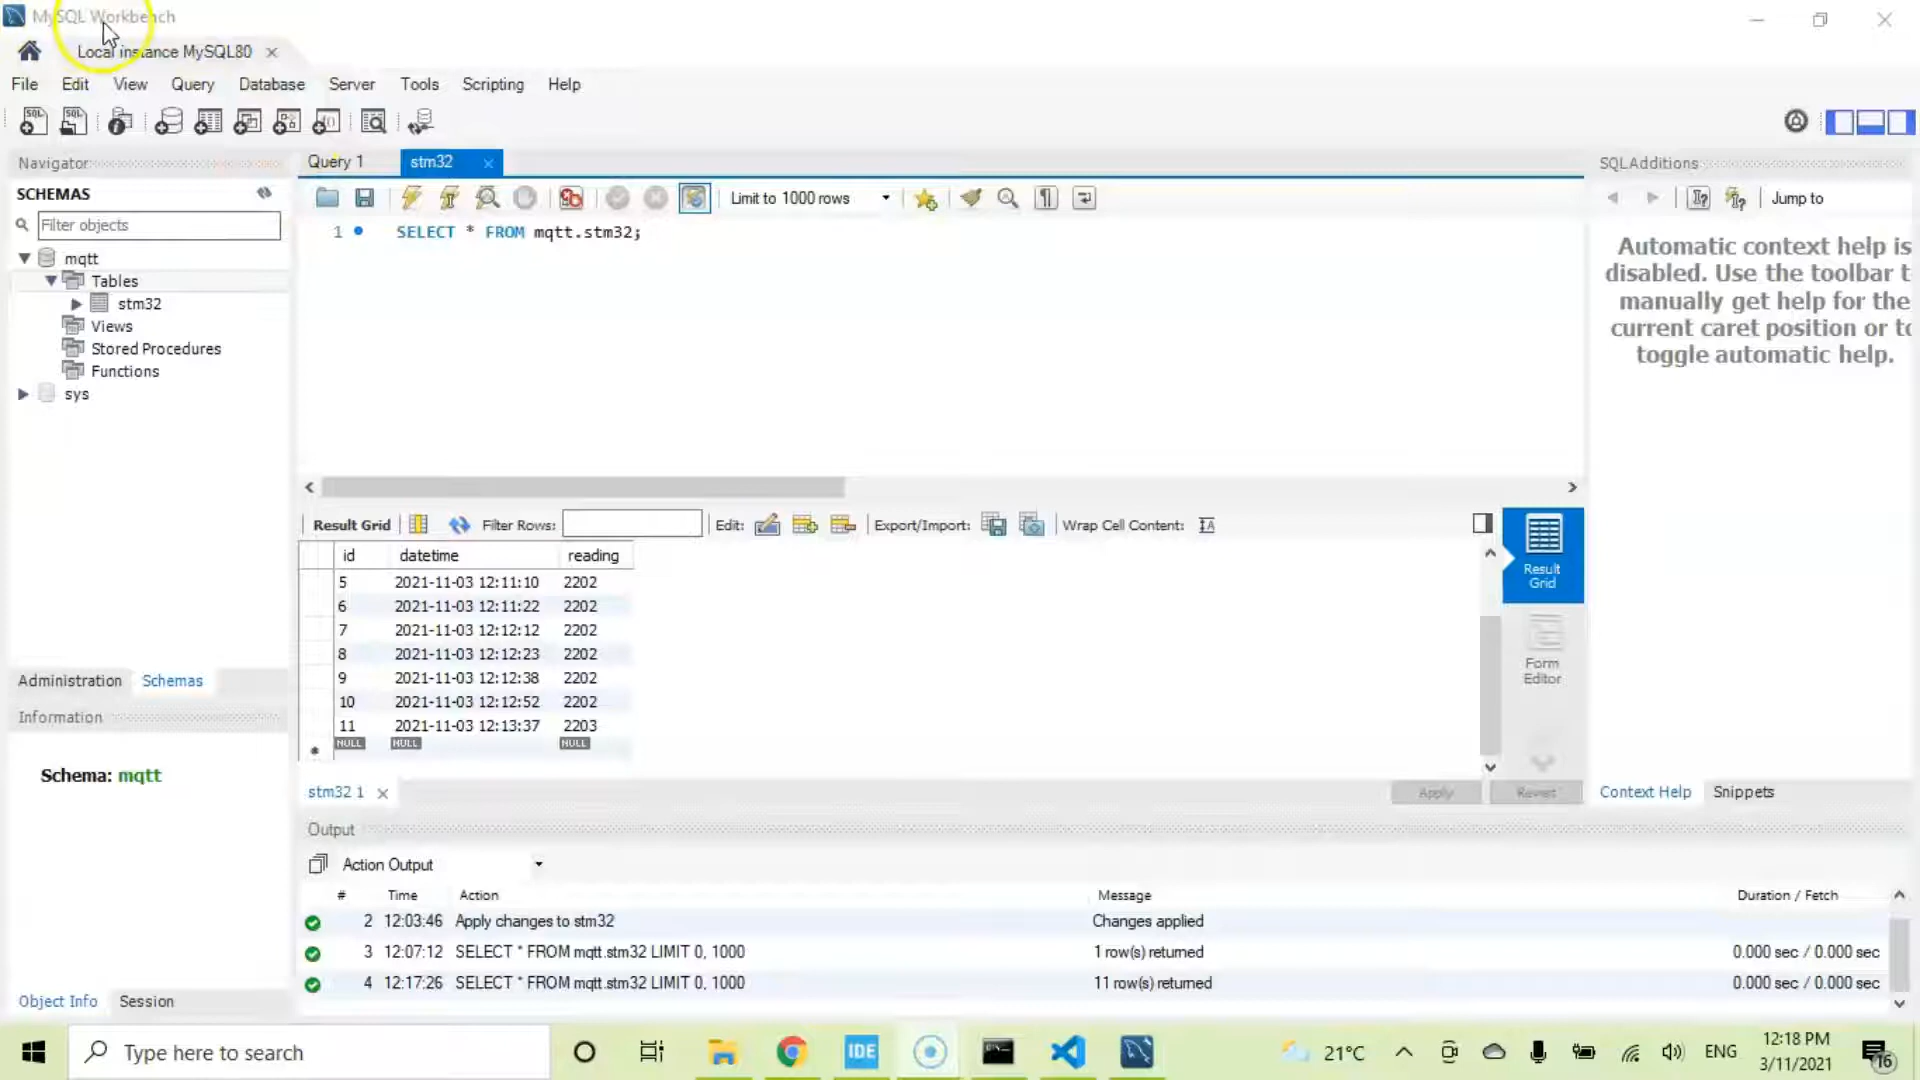 MySQL Workbench
Local instance MySQL80
File Edit View Query Database Server Tools Scripting Help
Navigator
SCHEMAS
Filter objects
mqtt
Tables
stm32
Views
Stored Procedures
Functions
sys
Administration Schemas
Information
Schema: mqtt
Object Info Session
Query 1 stm32
Limit to 1000 rows
1 SELECT * FROM mqtt.stm32;
Result Grid Filter Rows: Edit: Export/Import: Wrap Cell Content:
id datetime reading
5 2021-11-03 12:11:10 2202
6 2021-11-03 12:11:22 2202
7 2021-11-03 12:12:12 2202
8 2021-11-03 12:12:23 2202
9 2021-11-03 12:12:38 2202
10 2021-11-03 12:12:52 2202
11 2021-11-03 12:13:37 2203
NULL NULL NULL
Result
Grid
Form
Editor
stm32 1
Apply Revert
Output
Action Output
# Time Action Message Duration / Fetch
2 12:03:46 Apply changes to stm32 Changes applied
3 12:07:12 SELECT * FROM mqtt.stm32 LIMIT 0, 1000 1 row(s) returned 0.000 sec / 0.000 sec
4 12:17:26 SELECT * FROM mqtt.stm32 LIMIT 0, 1000 11 row(s) returned 0.000 sec / 0.000 sec
SQLAdditions
Jump to
Automatic context help is
disabled. Use the toolbar t
manually get help for the
current caret position or to
toggle automatic help.
Context Help Snippets
Type here to search
IDE
21°C
ENG
12:18 PM
3/11/2021
16